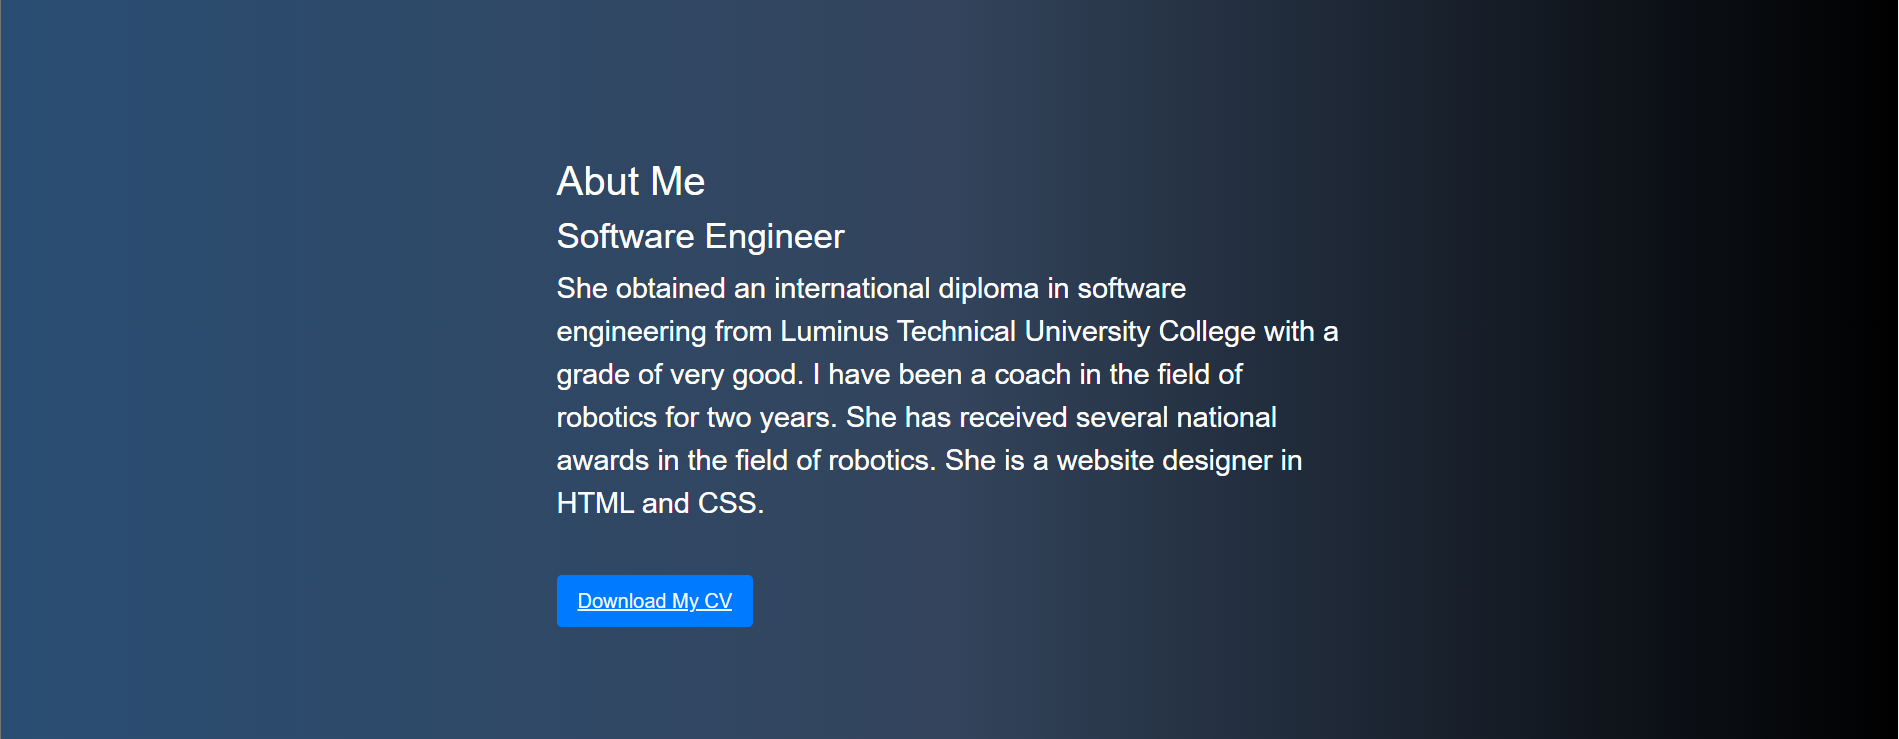 Abut Me
Software Engineer
She obtained an international diploma in software
engineering from Luminus Technical University College with a
grade of very good. I have been a coach in the field of
robotics for two years. She has received several national
awards in the field of robotics. She is a website designer in
HTML and CSS.
Download My CV